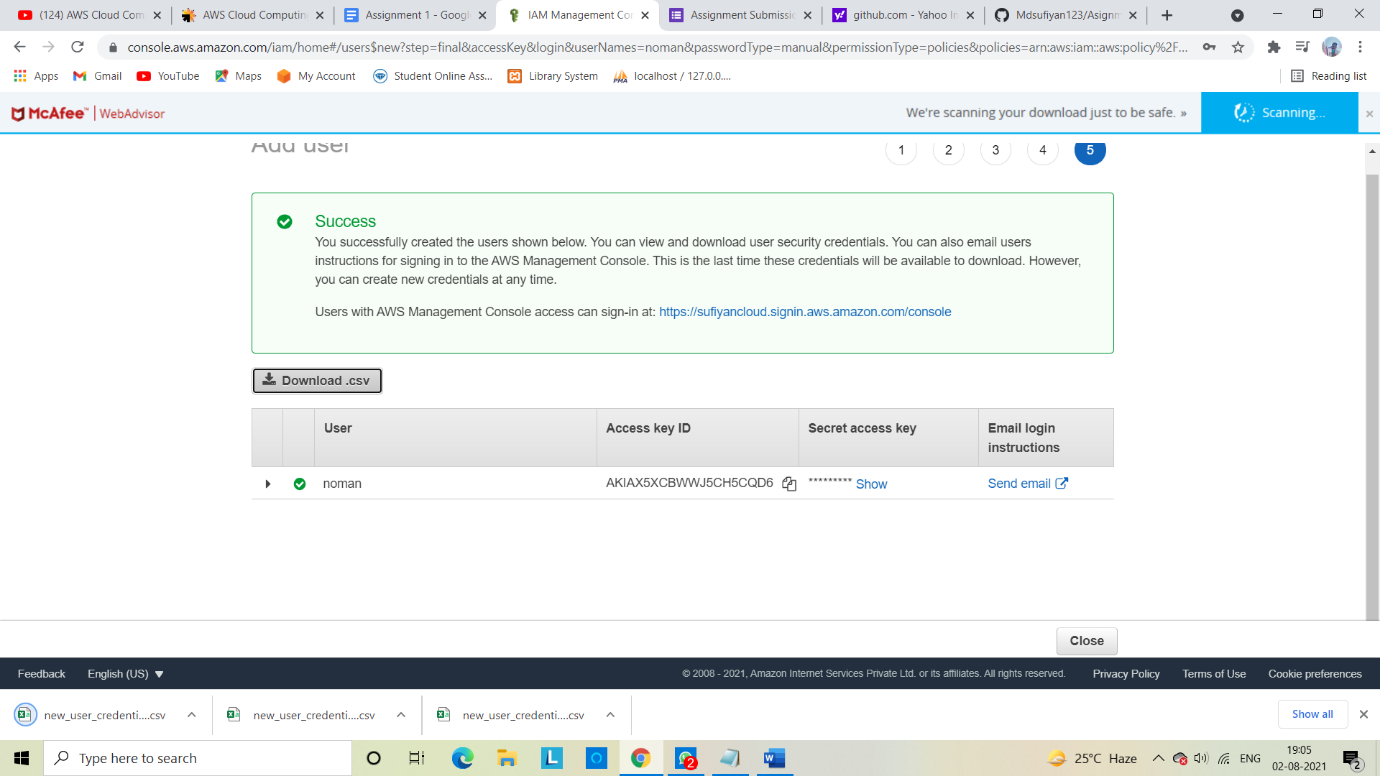 (124) AWS Cloud Com
AWS Cloud Computin
Assignment 1 - Googl
IAM Management Co
Assignment Submissio
github.com - Yahoo In
Mdsufiyan123/Asignm
console.aws.amazon.com/iam/home#/users$new?step=final&accessKey&login&userNames=noman&passwordType=manual&permissionType=policies&policies=arn:aws:iam::aws:policy%2F...
Apps
Gmail
YouTube
Maps
My Account
Student Online Ass...
Library System
localhost / 127.0.0....
Reading list
McAfee™ | WebAdvisor
We're scanning your download just to be safe. »
Scanning...
Add user
1 2 3 4 5
Success
You successfully created the users shown below. You can view and download user security credentials. You can also email users
instructions for signing in to the AWS Management Console. This is the last time these credentials will be available to download. However,
you can create new credentials at any time.
Users with AWS Management Console access can sign-in at: https://sufiyancloud.signin.aws.amazon.com/console
Download .csv
User
Access key ID
Secret access key
Email login
instructions
noman
AKIAX5XCBWWJ5CH5CQD6
********* Show
Send email
Close
Feedback
English (US)
© 2008 - 2021, Amazon Internet Services Private Ltd. or its affiliates. All rights reserved.
Privacy Policy
Terms of Use
Cookie preferences
new_user_credenti....csv
new_user_credenti....csv
new_user_credenti....csv
Show all
Type here to search
L
2
25°C Haze
ENG
19:05
02-08-2021
2